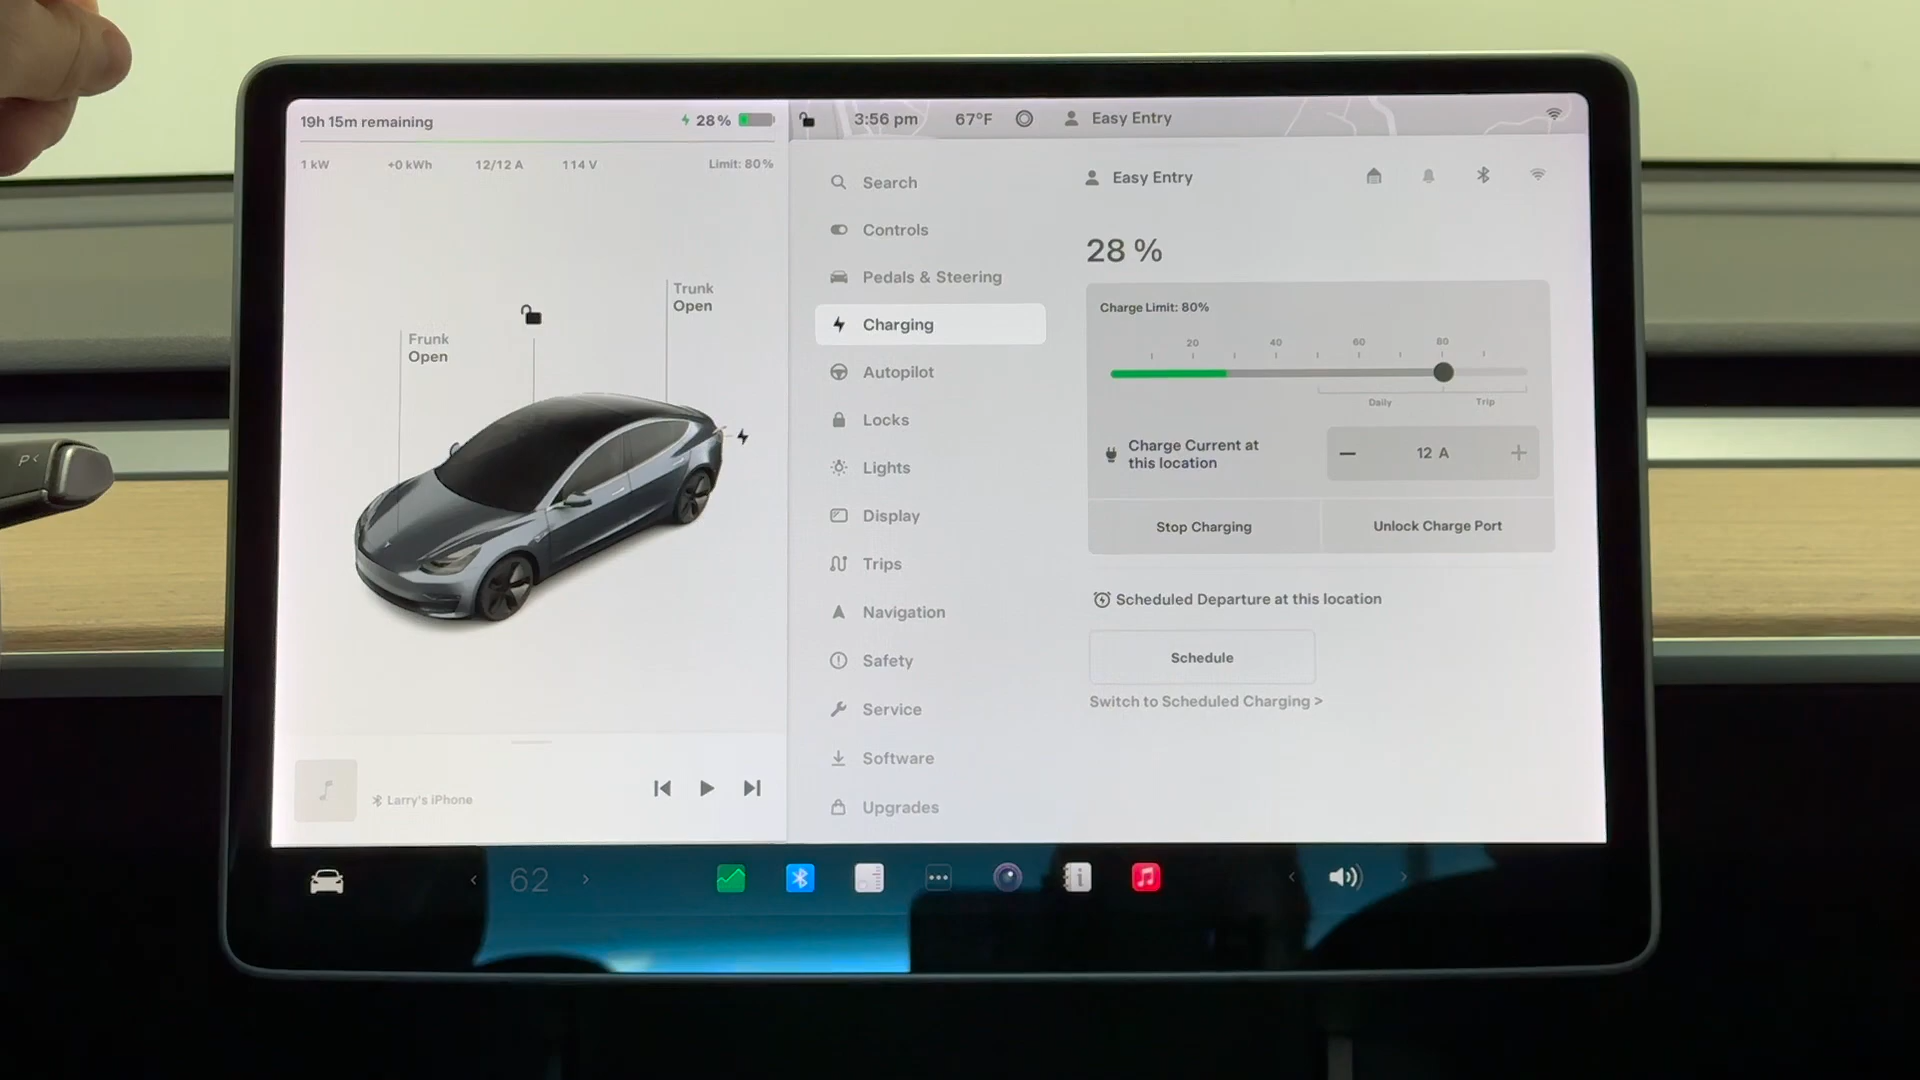 19h 15m remaining
28%
1 kW +0 kWh 12/12 A 114 V Limit: 80%
Trunk
Open
Frunk
Open
Larry's iPhone
3:56 pm 67°F Easy Entry
Search
Controls
Pedals & Steering
Charging
Autopilot
Locks
Lights
Display
Trips
Navigation
Safety
Service
Software
Upgrades
Easy Entry
28 %
Charge Limit: 80%
20 40 60 80
Daily Trip
Charge Current at
this location
− 12 A +
Stop Charging Unlock Charge Port
Scheduled Departure at this location
Schedule
Switch to Scheduled Charging >
< 62 >
P<